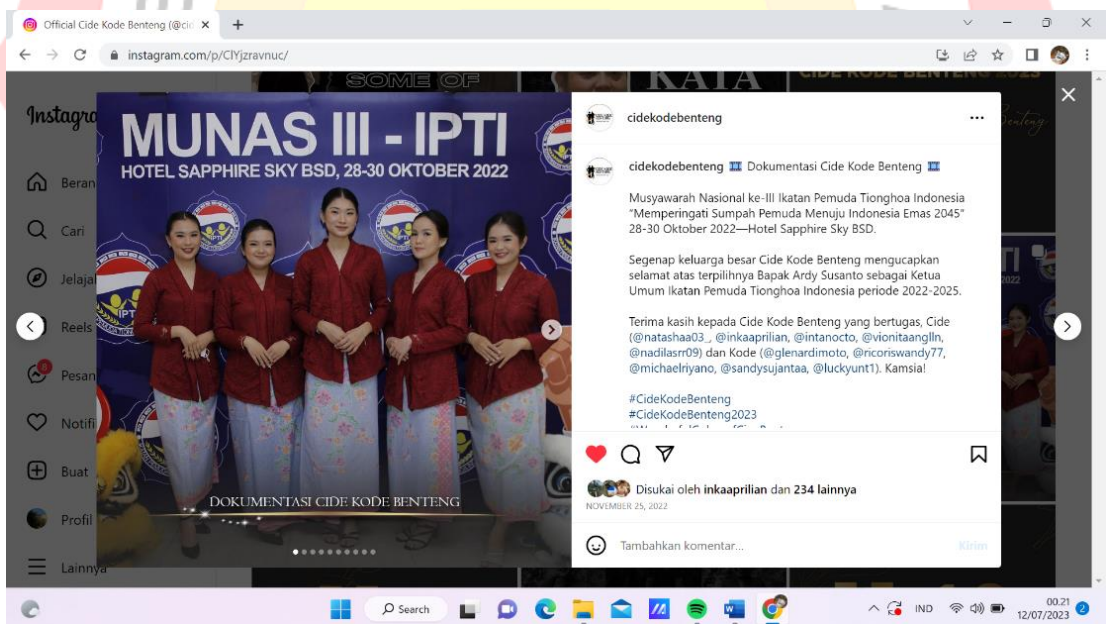 Official Cide Kode Benteng (@cid
instagram.com/p/ClYjzravnuc/
SOME OF
KATA
CIDE KODE BENTENG 2023
Instagra
Beran
Cari
Jelajal
Reels
Pesan
Notifi
Buat
Profil
Lainnya
MUNAS III - IPTI
HOTEL SAPPHIRE SKY BSD, 28-30 OKTOBER 2022
DOKUMENTASI CIDE KODE BENTENG
cidekodebenteng
cidekodebenteng Dokumentasi Cide Kode Benteng
Musyawarah Nasional ke-III Ikatan Pemuda Tionghoa Indonesia
"Memperingati Sumpah Pemuda Menuju Indonesia Emas 2045"
28-30 Oktober 2022—Hotel Sapphire Sky BSD.
Segenap keluarga besar Cide Kode Benteng mengucapkan
selamat atas terpilihnya Bapak Ardy Susanto sebagai Ketua
Umum Ikatan Pemuda Tionghoa Indonesia periode 2022-2025.
Terima kasih kepada Cide Kode Benteng yang bertugas, Cide
(@natashaa03_, @inkaaprilian, @intanocto, @vionitaanglln,
@nadilasrr09) dan Kode (@glenardimoto, @ricoriswandy77,
@michaelriyano, @sandysujantaa, @luckyunt1). Kamsia!
#CideKodeBenteng
#CideKodeBenteng2023
Disukai oleh inkaaprilian dan 234 lainnya
NOVEMBER 25, 2022
Tambahkan komentar...
Kirim
Search
IND
00.21
12/07/2023
2